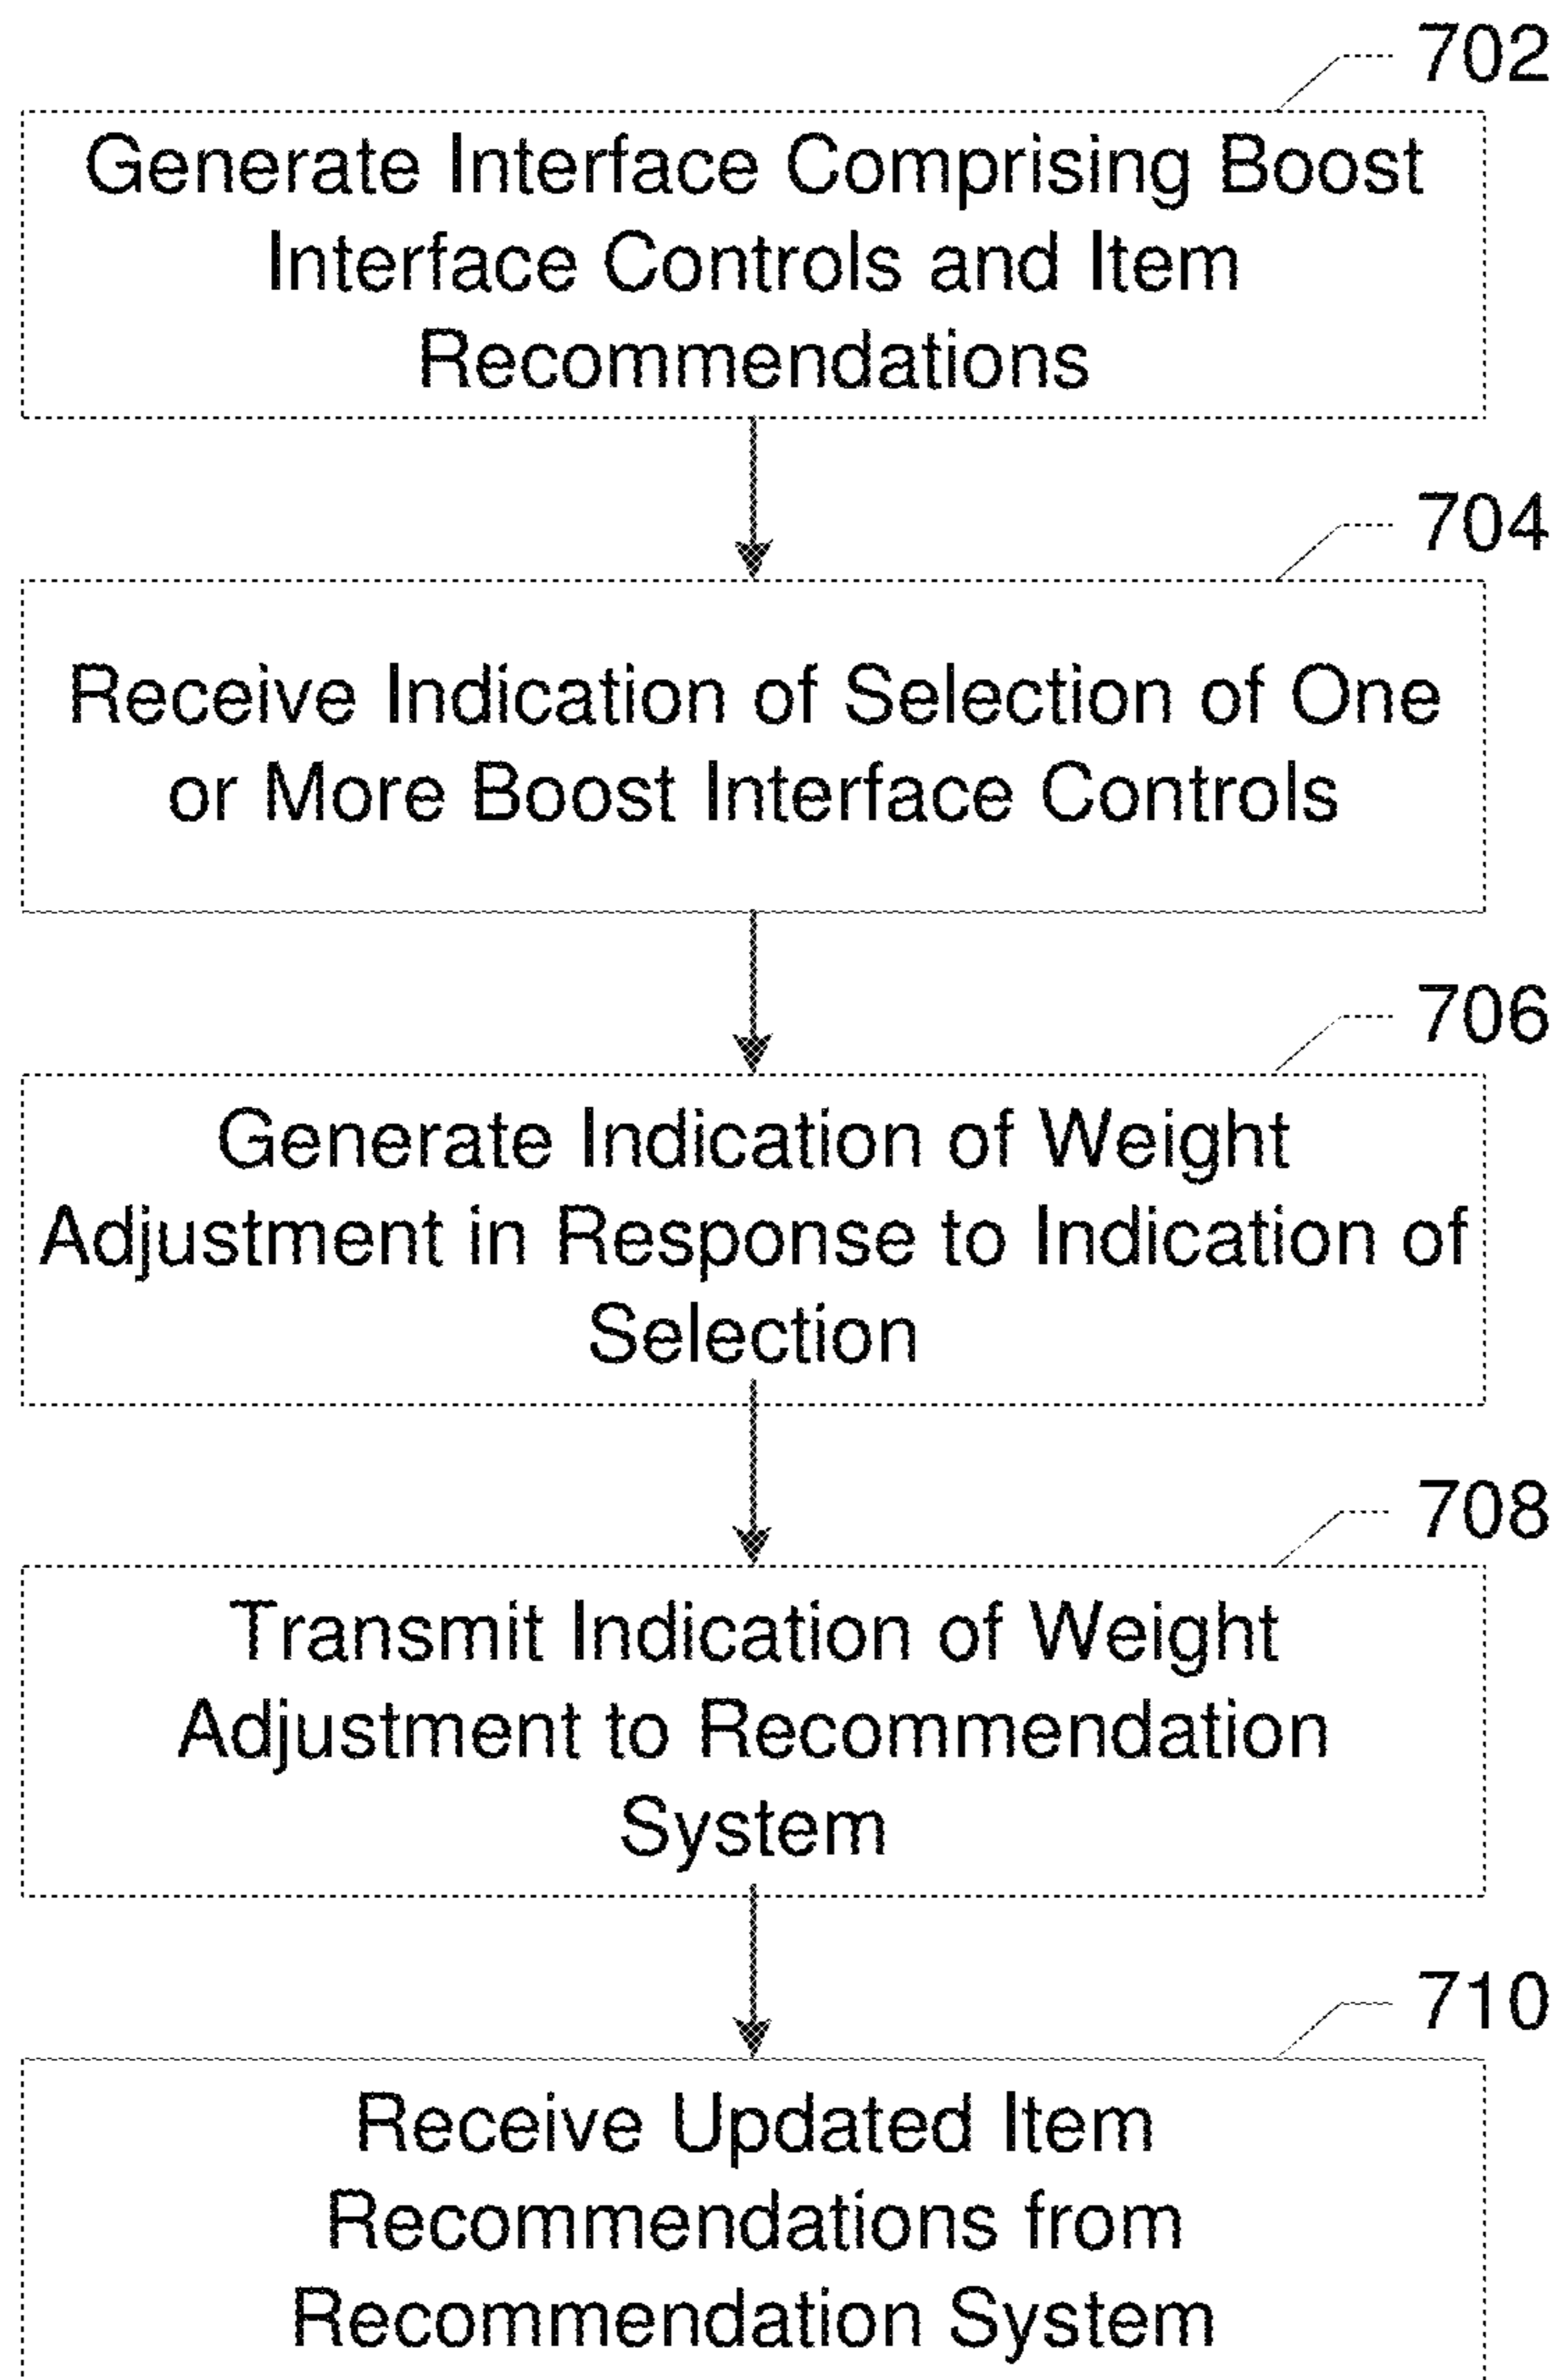 702
Generate Interface Comprising Boost
Interface Controls and Item
Recommendations
704
Receive Indication of Selection of One
or More Boost Interface Controls
706
Generate Indication of Weight
Adjustment in Response to Indication of
Selection
708
Transmit Indication of Weight
Adjustment to Recommendation
System
710
Receive Updated Item
Recommendations from
Recommendation System